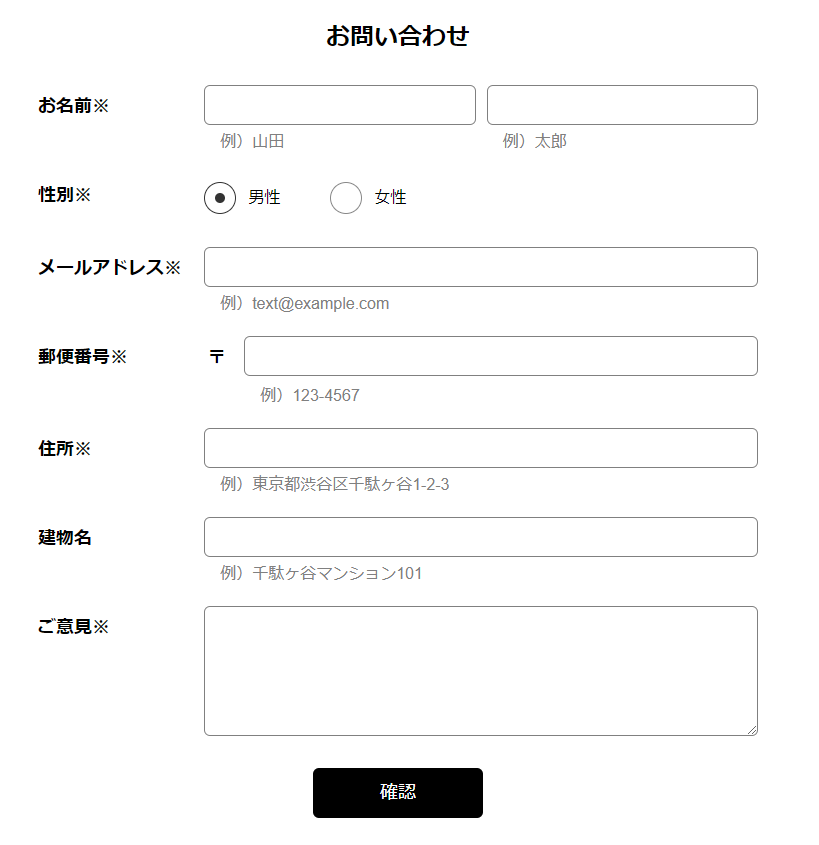 お問い合わせ
お名前※
例）山田 例）太郎
性別※ 男性 女性
メールアドレス※
例）text@example.com
郵便番号※ 〒
例）123-4567
住所※
例）東京都渋谷区千駄ヶ谷1-2-3
建物名
例）千駄ヶ谷マンション101
ご意見※
確認